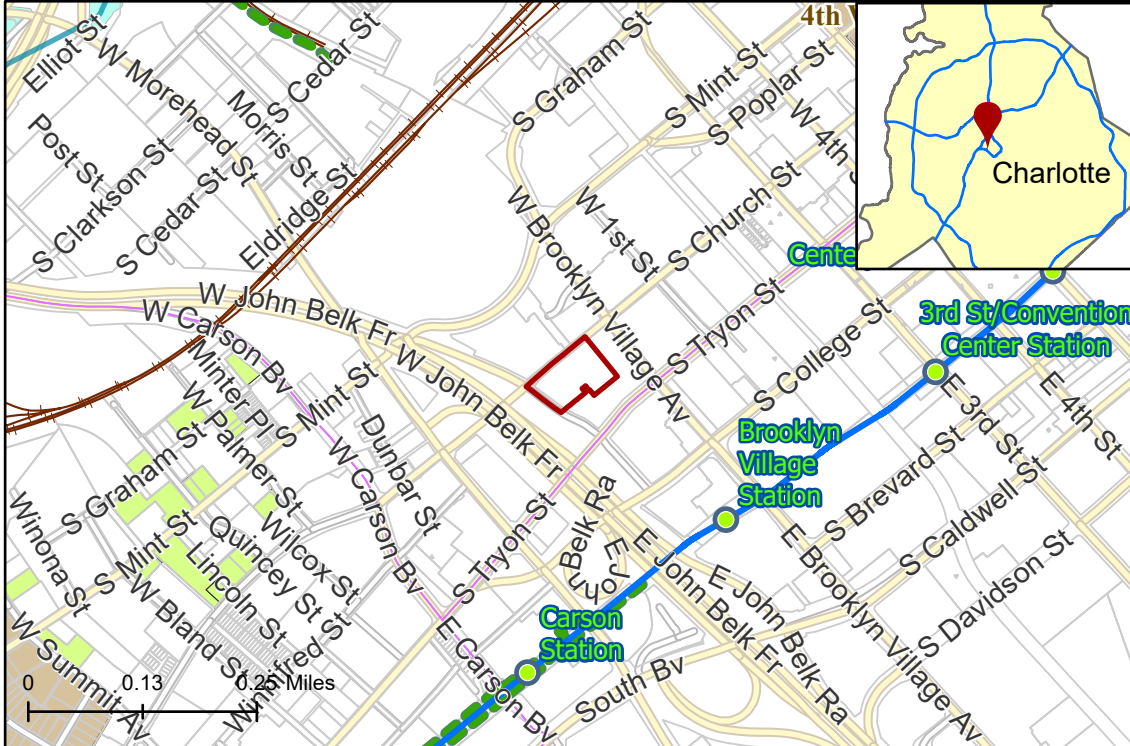 Elliot St
W Morehead St
S Cedar St
4th
S Graham St
S Mint St
S Poplar St
W 4th
Charlotte
Post St
Morris St
S Clarkson St
S Cedar St
Eldridge St
W Brooklyn Village Av
W 1st St
S Church St
Cente
W John Belk Fr
W Carson Bv
W John Belk Fr
S Tryon St
S College St
3rd St/Convention
Center Station
Minter Pl
W Palmer St
S Mint St
Dunbar St
W Carson Bv
Brooklyn
Village
Station
E 3rd St
E 4th St
S Graham St
S Brevard St
S Caldwell St
Winona St
S Mint St
Quincey St
Wilcox St
Lincoln St
W Bland St
Winifred St
S Tryon St
E John Belk Ra
E John Belk Fr
E John Belk Ra
E Brooklyn Village Av
S Davidson St
Carson
Station
E Carson Bv
South Bv
W Summit Av
0 0.13 0.25 Miles